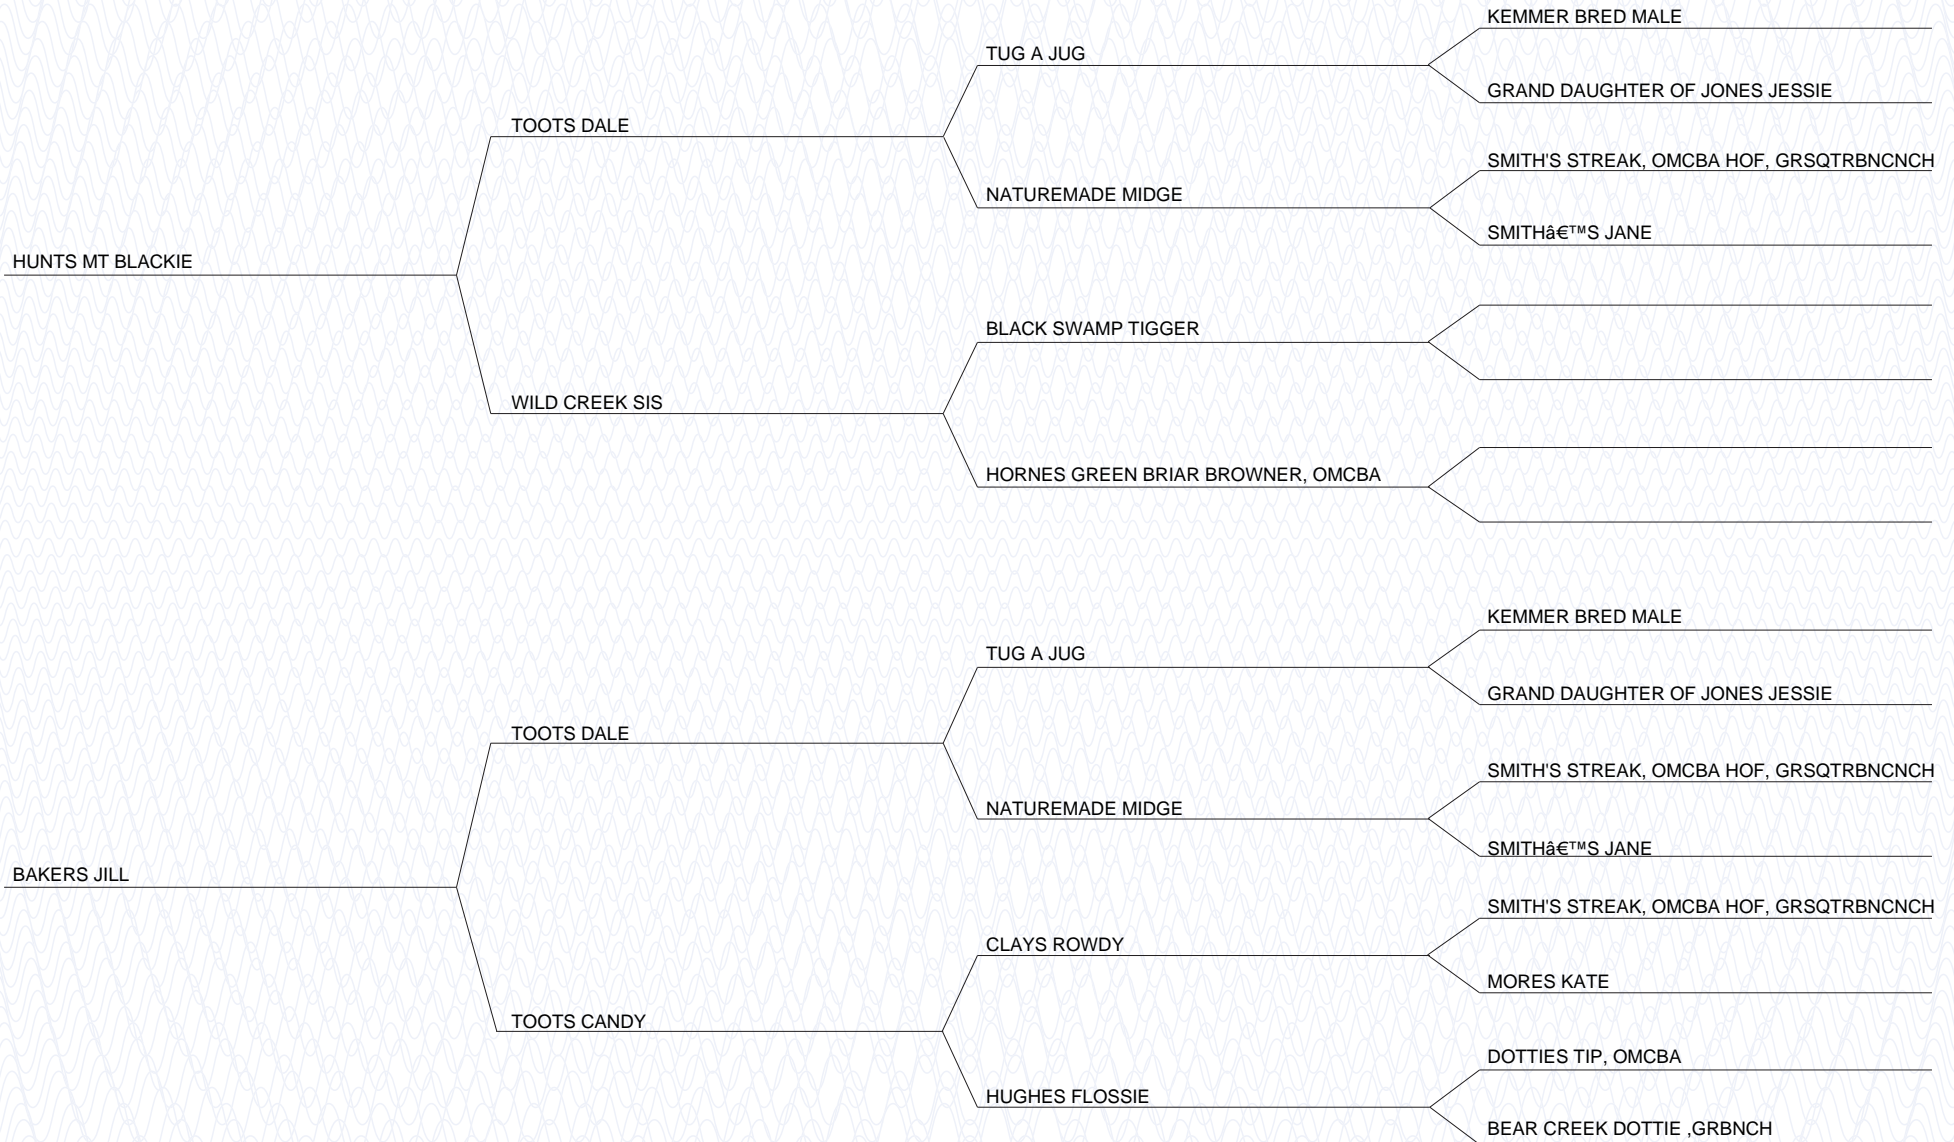 KEMMER BRED MALE
TUG A JUG
GRAND DAUGHTER OF JONES JESSIE
TOOTS DALE
SMITH'S STREAK, OMCBA HOF, GRSQTRBNCNCH
NATUREMADE MIDGE
SMITHâ€™S JANE
HUNTS MT BLACKIE
BLACK SWAMP TIGGER
WILD CREEK SIS
HORNES GREEN BRIAR BROWNER, OMCBA
KEMMER BRED MALE
TUG A JUG
GRAND DAUGHTER OF JONES JESSIE
TOOTS DALE
SMITH'S STREAK, OMCBA HOF, GRSQTRBNCNCH
NATUREMADE MIDGE
SMITHâ€™S JANE
BAKERS JILL
SMITH'S STREAK, OMCBA HOF, GRSQTRBNCNCH
CLAYS ROWDY
MORES KATE
TOOTS CANDY
DOTTIES TIP, OMCBA
HUGHES FLOSSIE
BEAR CREEK DOTTIE ,GRBNCH